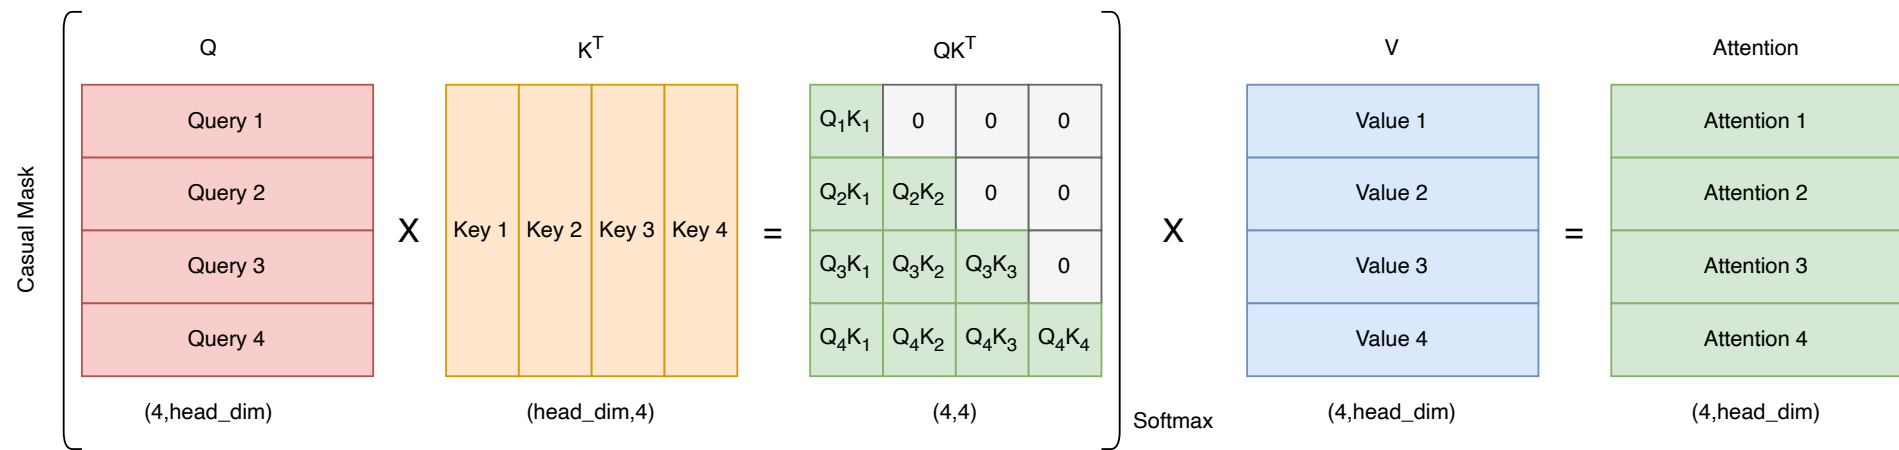 Q
K^T
QK^T
V
Attention
Casual Mask
Query 1
Query 2
Query 3
Query 4
X
Key 1 Key 2 Key 3 Key 4
=
Q₁K₁ 0 0 0
Q₂K₁ Q₂K₂ 0 0
Q₃K₁ Q₃K₂ Q₃K₃ 0
Q₄K₁ Q₄K₂ Q₄K₃ Q₄K₄
X
Value 1
Value 2
Value 3
Value 4
=
Attention 1
Attention 2
Attention 3
Attention 4
(4,head_dim)
(head_dim,4)
(4,4)
Softmax
(4,head_dim)
(4,head_dim)